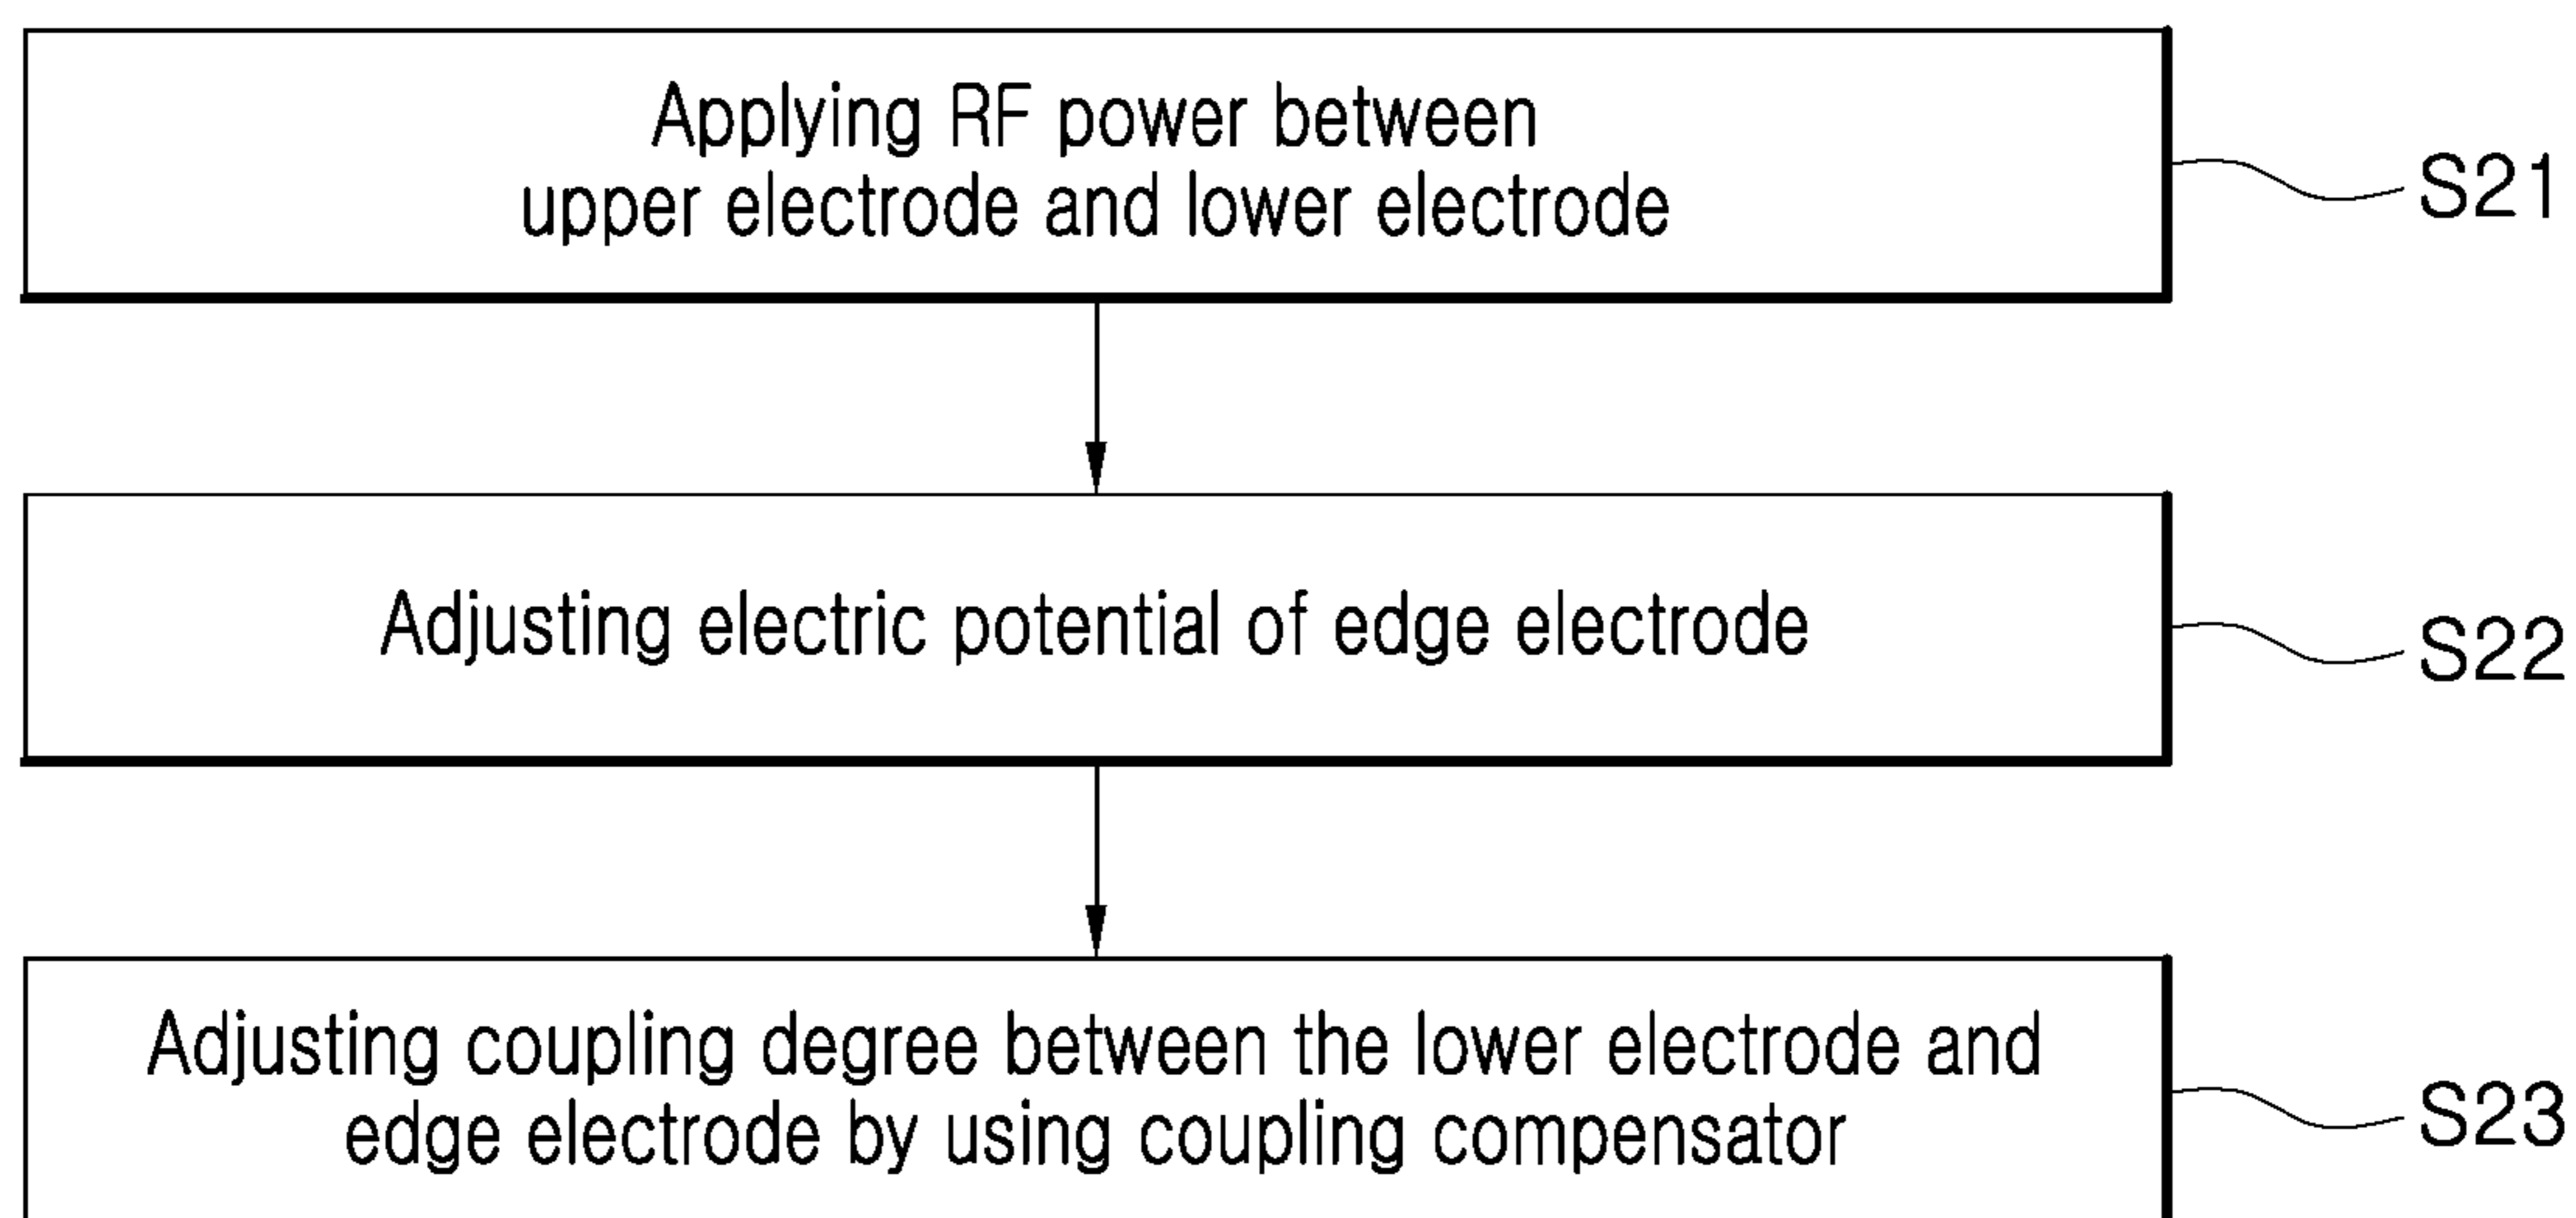 Applying RF power between
upper electrode and lower electrode
S21
Adjusting electric potential of edge electrode
S22
Adjusting coupling degree between the lower electrode and
edge electrode by using coupling compensator
S23